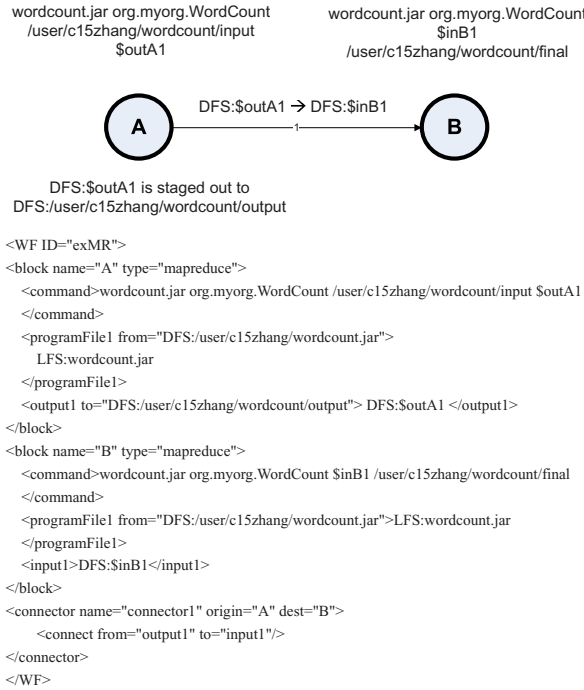 wordcount.jar org.myorg.WordCount
/user/c15zhang/wordcount/input
$outA1
wordcount.jar org.myorg.WordCount
$inB1
/user/c15zhang/wordcount/final
DFS:$outA1 → DFS:$inB1
A
1
B
DFS:$outA1 is staged out to
DFS:/user/c15zhang/wordcount/output
<WF ID="exMR">
<block name="A" type="mapreduce">
<command>wordcount.jar org.myorg.WordCount /user/c15zhang/wordcount/input $outA1
</command>
<programFile1 from="DFS:/user/c15zhang/wordcount.jar">
LFS:wordcount.jar
</programFile1>
<output1 to="DFS:/user/c15zhang/wordcount/output"> DFS:$outA1 </output1>
</block>
<block name="B" type="mapreduce">
<command>wordcount.jar org.myorg.WordCount $inB1 /user/c15zhang/wordcount/final
</command>
<programFile1 from="DFS:/user/c15zhang/wordcount.jar">LFS:wordcount.jar
</programFile1>
<input1>DFS:$inB1</input1>
</block>
<connector name="connector1" origin="A" dest="B">
<connect from="output1" to="input1"/>
</connector>
</WF>